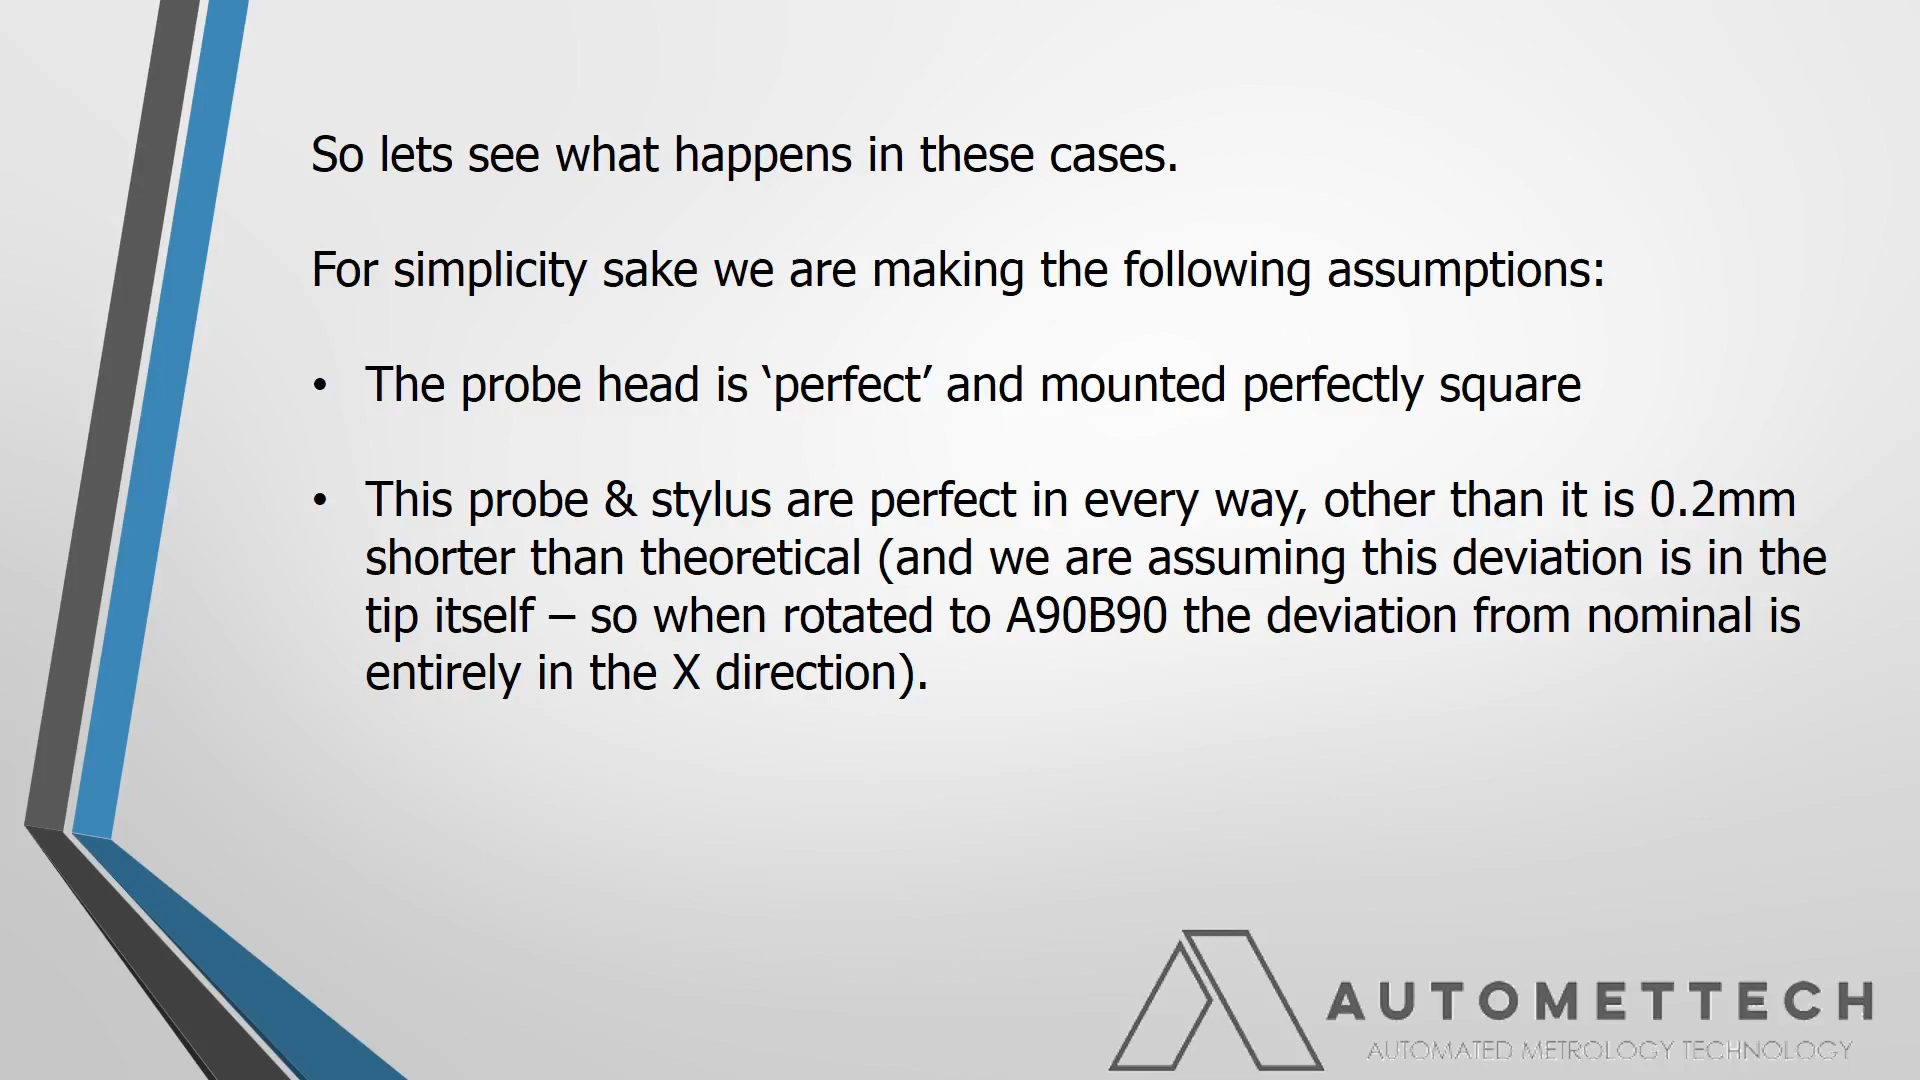 So lets see what happens in these cases.
For simplicity sake we are making the following assumptions:
• The probe head is ‘perfect’ and mounted perfectly square
• This probe & stylus are perfect in every way, other than it is 0.2mm
shorter than theoretical (and we are assuming this deviation is in the
tip itself – so when rotated to A90B90 the deviation from nominal is
entirely in the X direction).
AUTOMETTECH
AUTOMATED METROLOGY TECHNOLOGY